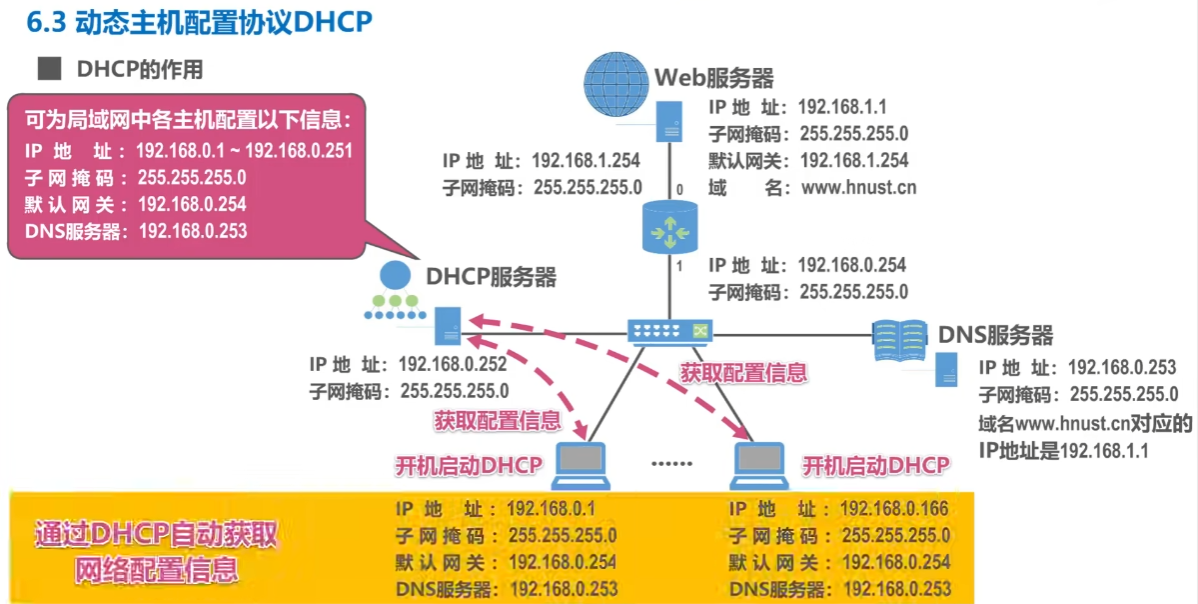 6.3 动态主机配置协议DHCP
DHCP的作用
可为局域网中各主机配置以下信息：
IP 地 址：192.168.0.1 ~ 192.168.0.251
子网掩码：255.255.255.0
默认网关：192.168.0.254
DNS服务器：192.168.0.253
Web服务器
IP 地 址：192.168.1.1
子网掩码：255.255.255.0
默认网关：192.168.1.254
域 名：www.hnust.cn
IP 地 址：192.168.1.254
子网掩码：255.255.255.0
0
1
IP 地 址：192.168.0.254
子网掩码：255.255.255.0
DHCP服务器
IP 地 址：192.168.0.252
子网掩码：255.255.255.0
DNS服务器
IP 地 址：192.168.0.253
子网掩码：255.255.255.0
域名www.hnust.cn对应的
IP地址是192.168.1.1
获取配置信息
获取配置信息
开机启动DHCP
······
开机启动DHCP
通过DHCP自动获取
网络配置信息
IP 地 址：192.168.0.1
子网掩码：255.255.255.0
默认网关：192.168.0.254
DNS服务器：192.168.0.253
IP 地 址：192.168.0.166
子网掩码：255.255.255.0
默认网关：192.168.0.254
DNS服务器：192.168.0.253